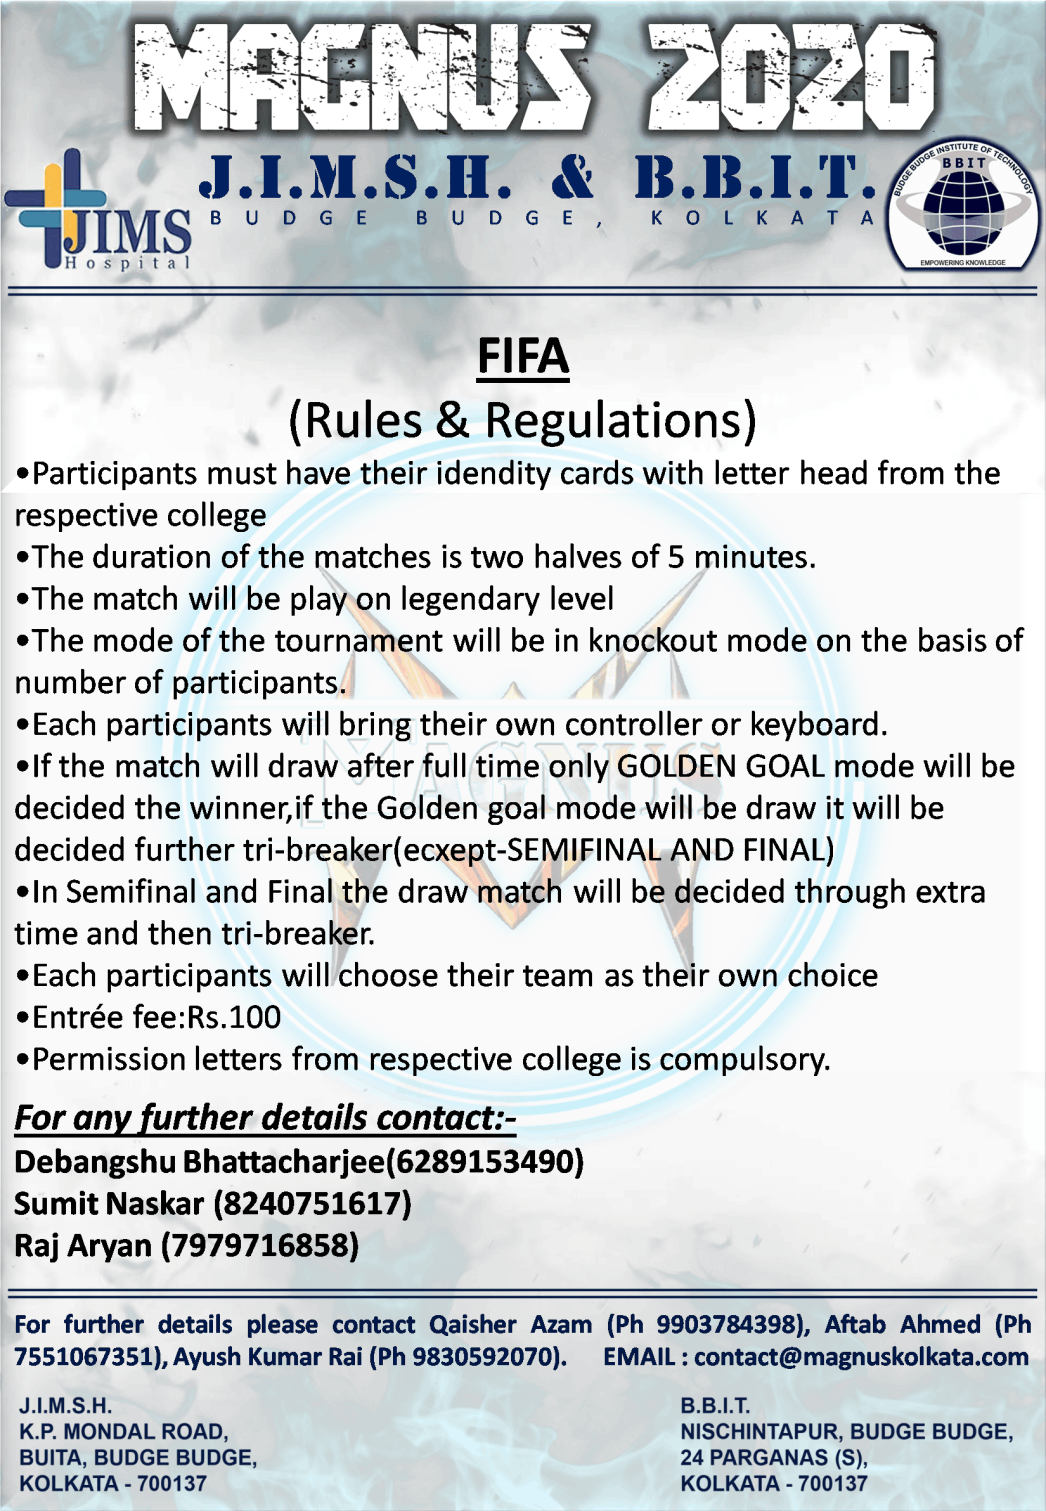 MAGNUS 2020
J.I.M.S.H. & B.B.I.T.
BUDGE BUDGE, KOLKATA
JIMS
Hospital
BUDGE BUDGE INSTITUTE OF TECHNOLOGY
BBIT
EMPOWERING KNOWLEDGE
FIFA
(Rules & Regulations)
•Participants must have their idendity cards with letter head from the
respective college
•The duration of the matches is two halves of 5 minutes.
•The match will be play on legendary level
•The mode of the tournament will be in knockout mode on the basis of
number of participants.
•Each participants will bring their own controller or keyboard.
•If the match will draw after full time only GOLDEN GOAL mode will be
decided the winner,if the Golden goal mode will be draw it will be
decided further tri-breaker(ecxept-SEMIFINAL AND FINAL)
•In Semifinal and Final the draw match will be decided through extra
time and then tri-breaker.
•Each participants will choose their team as their own choice
•Entrée fee:Rs.100
•Permission letters from respective college is compulsory.
MAGNUS
For any further details contact:-
Debangshu Bhattacharjee(6289153490)
Sumit Naskar (8240751617)
Raj Aryan (7979716858)
For further details please contact Qaisher Azam (Ph 9903784398), Aftab Ahmed (Ph
7551067351), Ayush Kumar Rai (Ph 9830592070). EMAIL : contact@magnuskolkata.com
J.I.M.S.H.
K.P. MONDAL ROAD,
BUITA, BUDGE BUDGE,
KOLKATA - 700137
B.B.I.T.
NISCHINTAPUR, BUDGE BUDGE,
24 PARGANAS (S),
KOLKATA - 700137